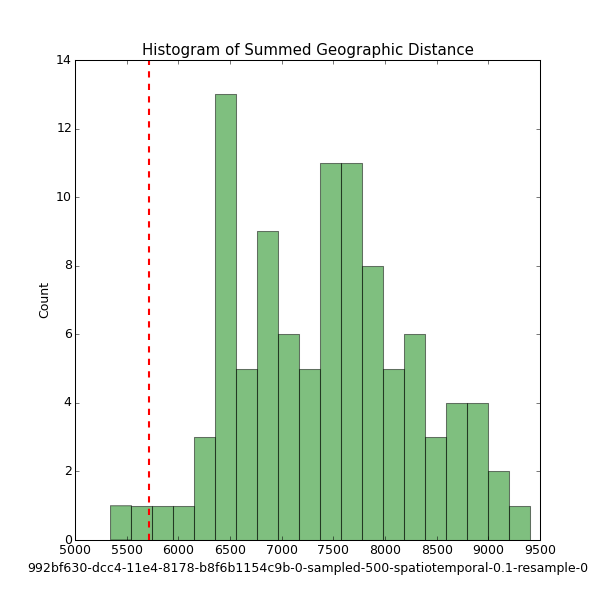 Histogram of Summed Geographic Distance
14
12
10
8
6
4
2
0
Count
5000 5500 6000 6500 7000 7500 8000 8500 9000 9500
992bf630-dcc4-11e4-8178-b8f6b1154c9b-0-sampled-500-spatiotemporal-0.1-resample-0